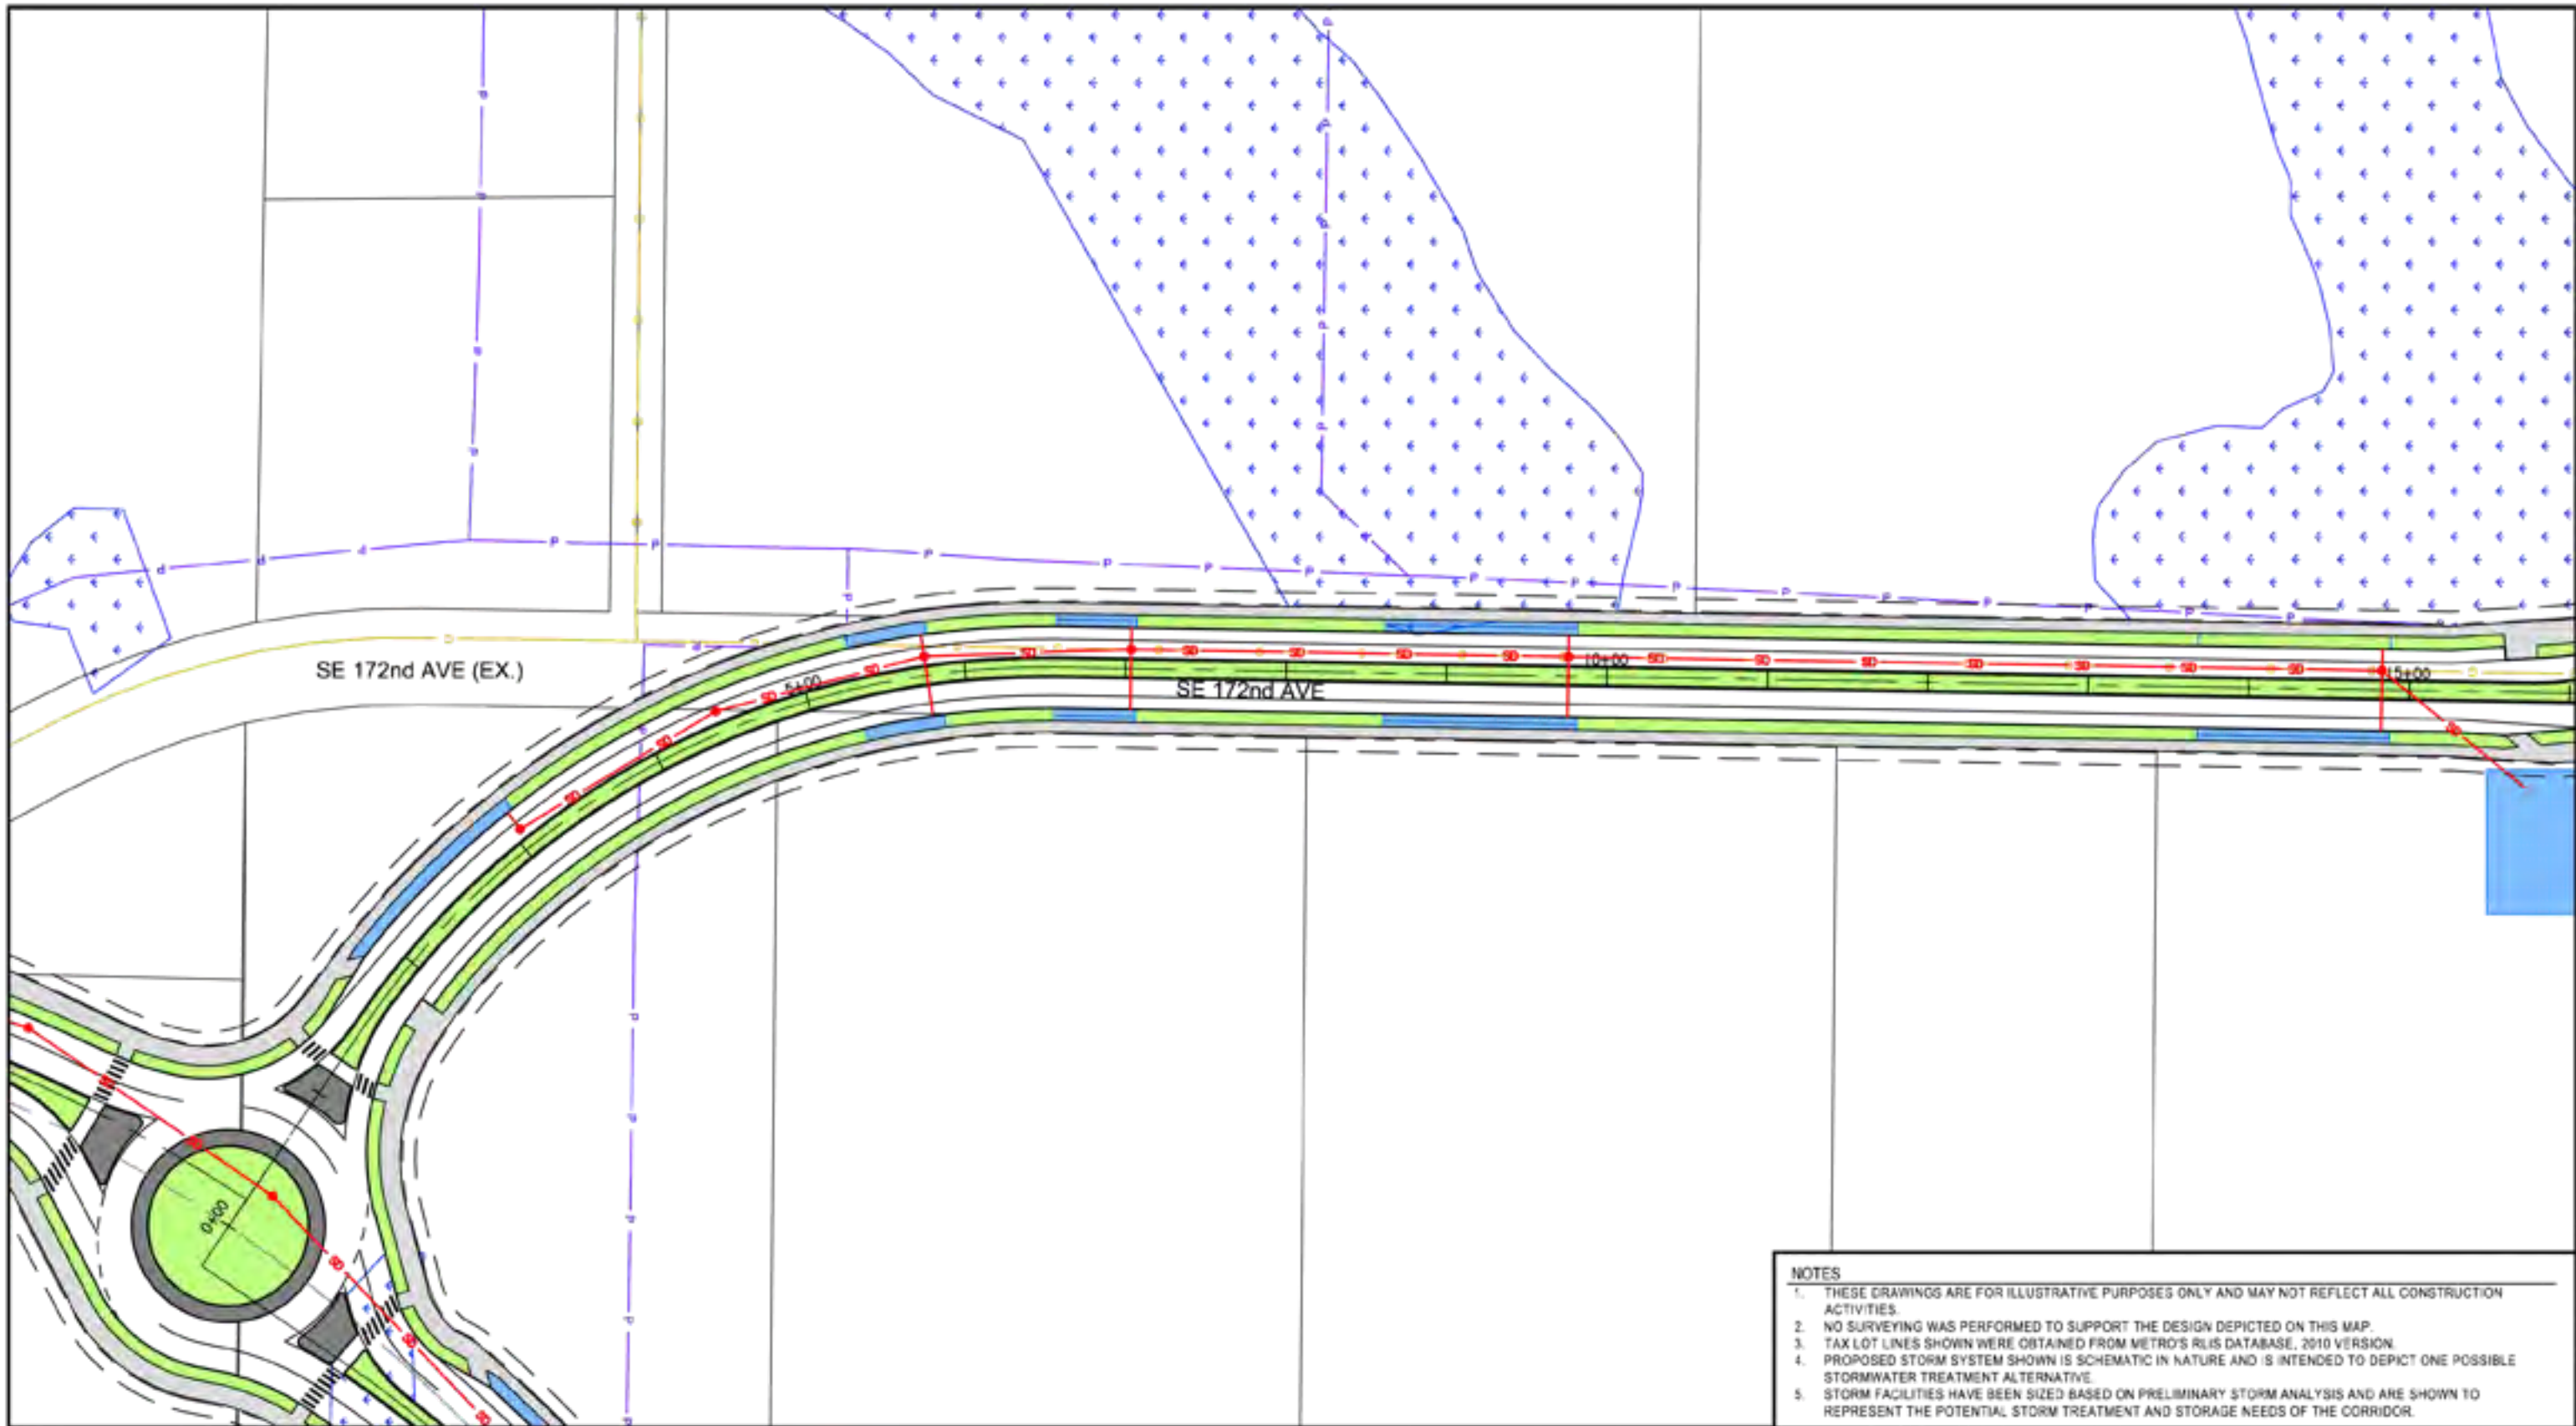 SE 172nd AVE (EX.)
5+00
SE 172nd AVE
10+00
15+00
0+00
NOTES
1. THESE DRAWINGS ARE FOR ILLUSTRATIVE PURPOSES ONLY AND MAY NOT REFLECT ALL CONSTRUCTION
ACTIVITIES.
2. NO SURVEYING WAS PERFORMED TO SUPPORT THE DESIGN DEPICTED ON THIS MAP.
3. TAX LOT LINES SHOWN WERE OBTAINED FROM METRO'S RLIS DATABASE, 2010 VERSION.
4. PROPOSED STORM SYSTEM SHOWN IS SCHEMATIC IN NATURE AND IS INTENDED TO DEPICT ONE POSSIBLE
STORMWATER TREATMENT ALTERNATIVE.
5. STORM FACILITIES HAVE BEEN SIZED BASED ON PRELIMINARY STORM ANALYSIS AND ARE SHOWN TO
REPRESENT THE POTENTIAL STORM TREATMENT AND STORAGE NEEDS OF THE CORRIDOR.